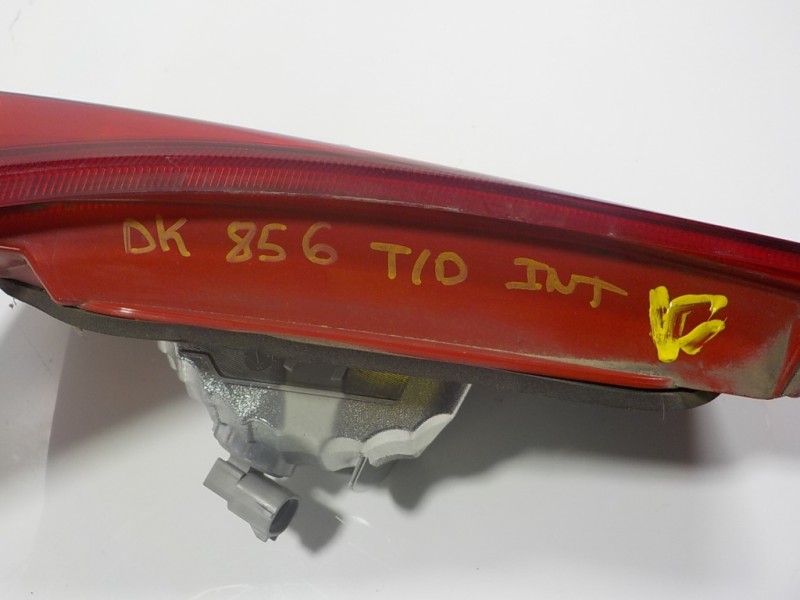 DK 856 T/D INT